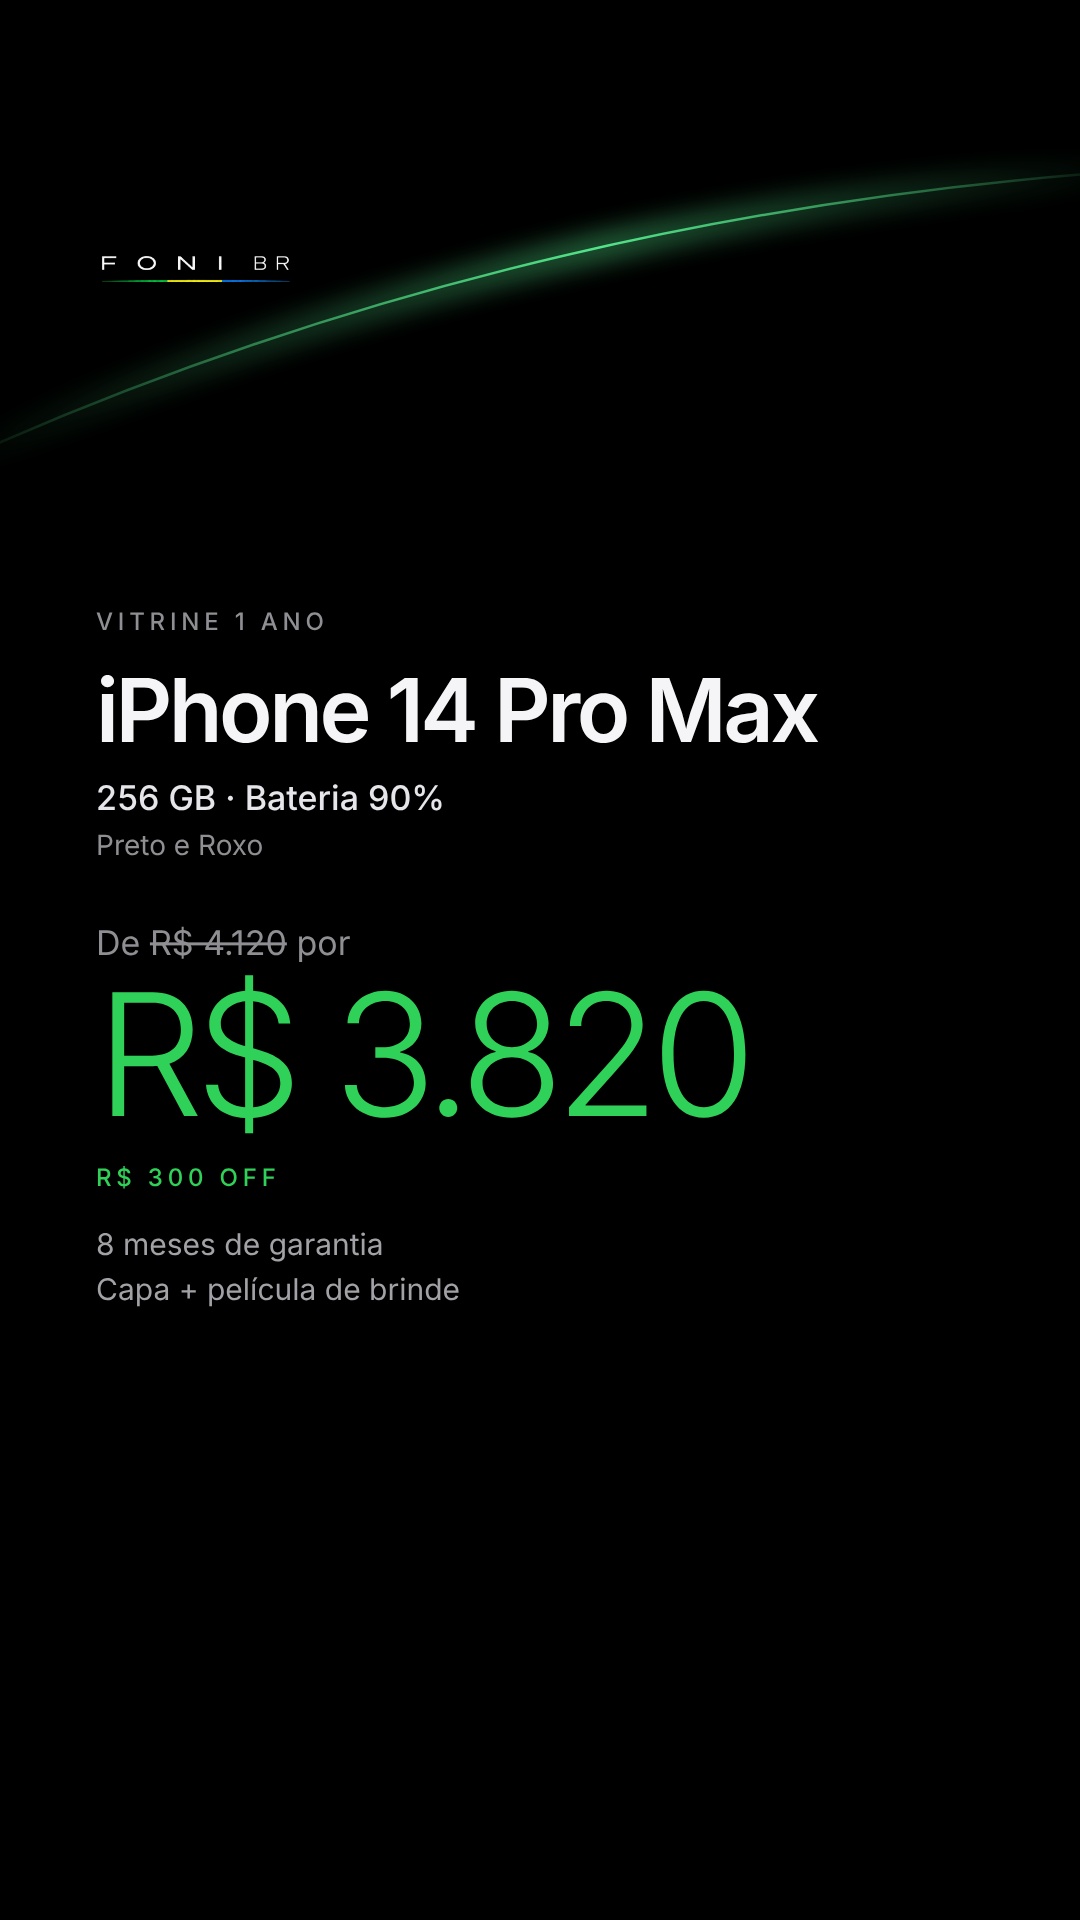 FONI BR
VITRINE 1 ANO
iPhone 14 Pro Max
256 GB · Bateria 90%
Preto e Roxo
De R$ 4.120 por
R$ 3.820
R$ 300 OFF
8 meses de garantia
Capa + película de brinde